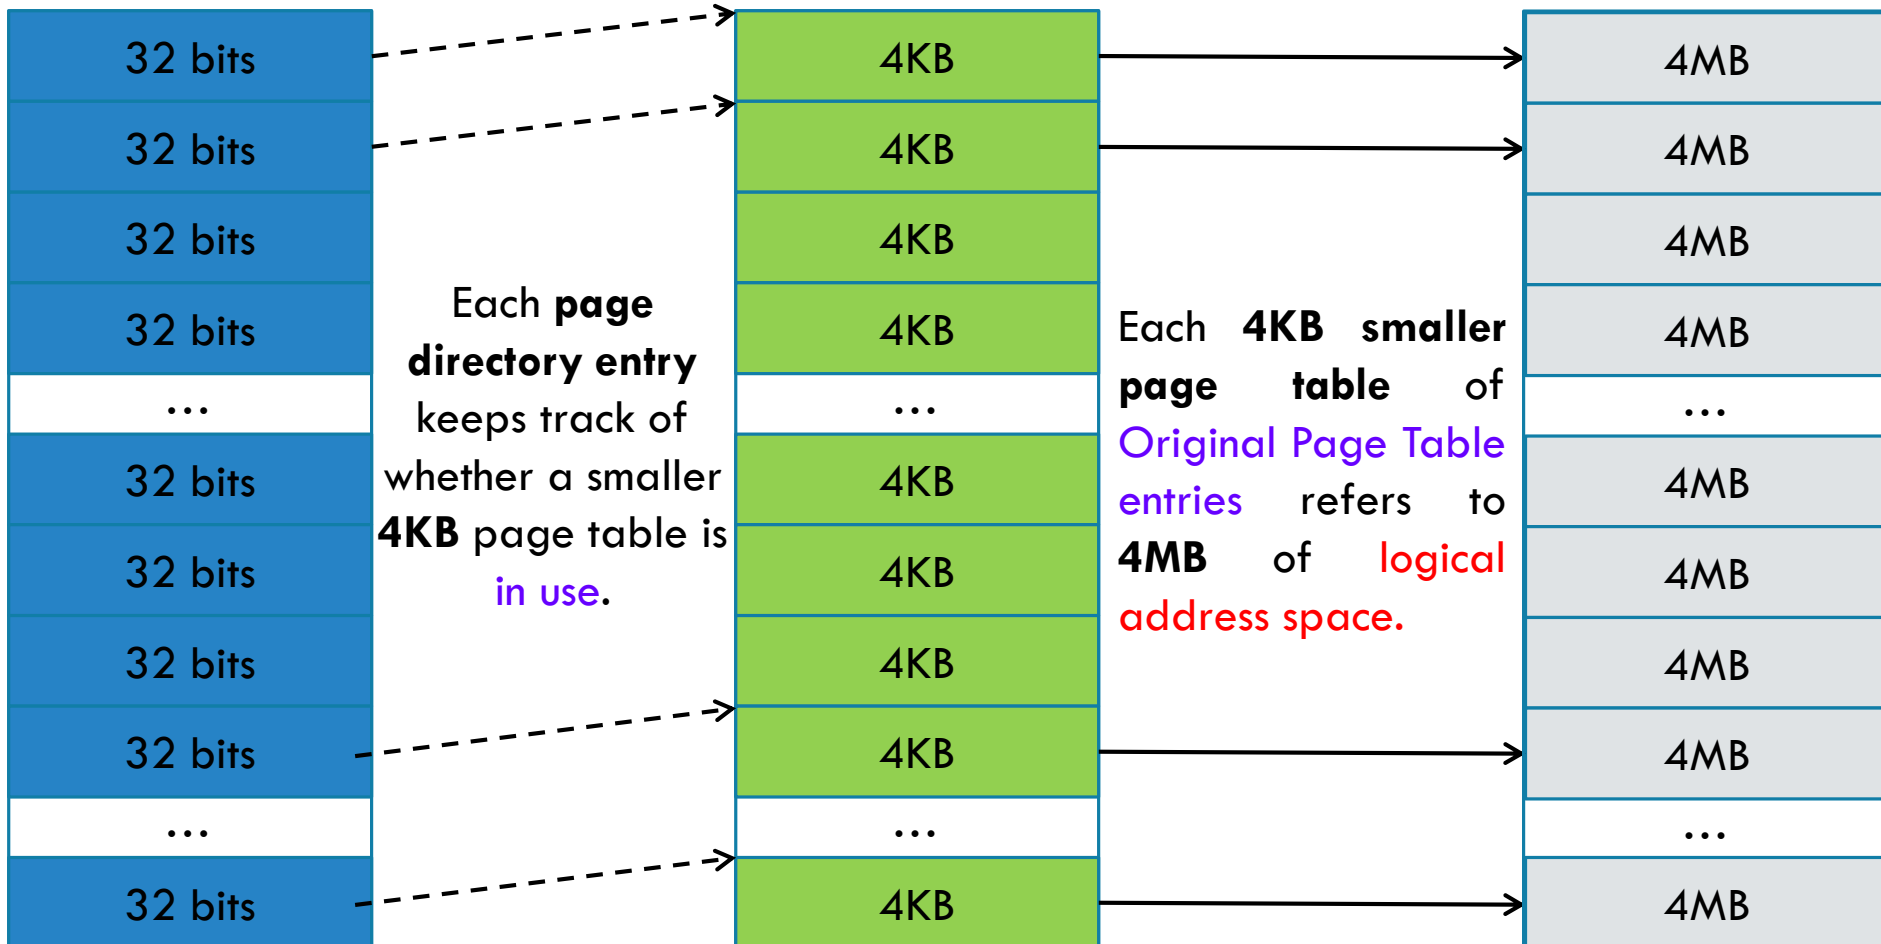 32 bits
32 bits
32 bits
32 bits
...
32 bits
32 bits
32 bits
32 bits
...
32 bits
Each page
directory entry
keeps track of
whether a smaller
4KB page table is
in use.
4KB
4KB
4KB
4KB
...
4KB
4KB
4KB
4KB
...
4KB
Each 4KB smaller
page table of
Original Page Table
entries refers to
4MB of logical
address space.
4MB
4MB
4MB
4MB
...
4MB
4MB
4MB
4MB
...
4MB